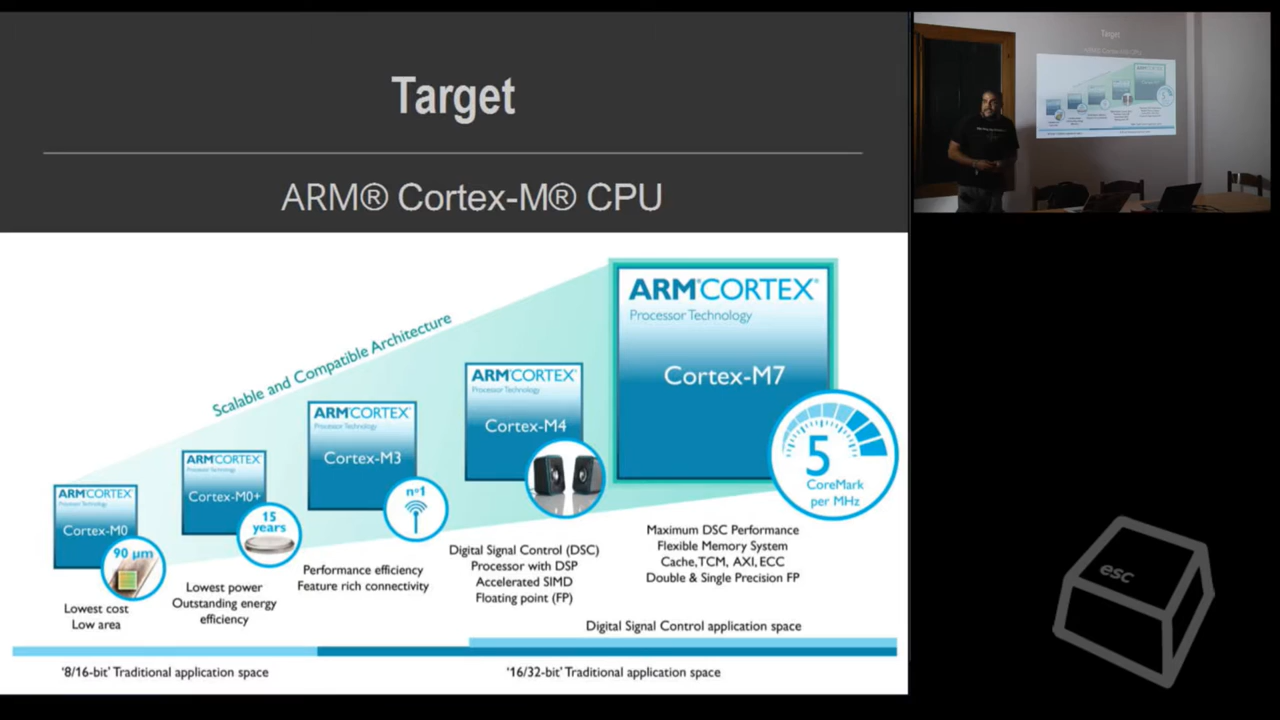 Target
ARM® Cortex-M® CPU
Scalable and Compatible Architecture
ARM®CORTEX®
Processor Technology
Cortex-M0
90 µm
Lowest cost
Low area
ARM®CORTEX®
Processor Technology
Cortex-M0+
15
years
Lowest power
Outstanding energy
efficiency
ARM®CORTEX®
Processor Technology
Cortex-M3
nº1
Performance efficiency
Feature rich connectivity
ARM®CORTEX®
Processor Technology
Cortex-M4
Digital Signal Control (DSC)
Processor with DSP
Accelerated SIMD
Floating point (FP)
ARM®CORTEX®
Processor Technology
Cortex-M7
5
CoreMark
per MHz
Maximum DSC Performance
Flexible Memory System
Cache, TCM, AXI, ECC
Double & Single Precision FP
Digital Signal Control application space
‘8/16-bit’ Traditional application space
‘16/32-bit’ Traditional application space
Target
ARM® Cortex-M® CPU
esc